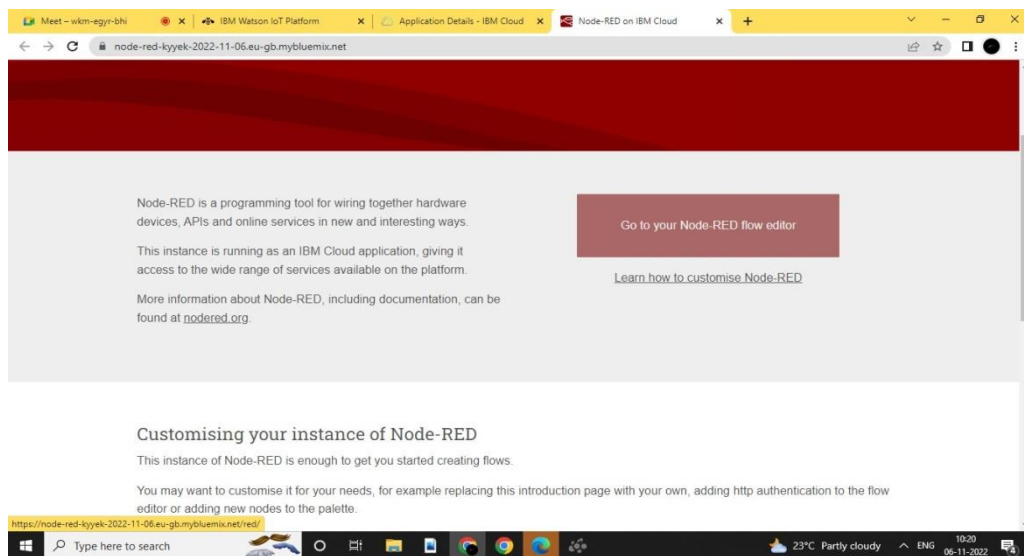 Meet – wkm-egyr-bhi
IBM Watson IoT Platform
Application Details - IBM Cloud
Node-RED on IBM Cloud
node-red-kyyek-2022-11-06.eu-gb.mybluemix.net
Node-RED is a programming tool for wiring together hardware
devices, APIs and online services in new and interesting ways.
This instance is running as an IBM Cloud application, giving it
access to the wide range of services available on the platform.
More information about Node-RED, including documentation, can be
found at nodered.org.
Go to your Node-RED flow editor
Learn how to customise Node-RED
Customising your instance of Node-RED
This instance of Node-RED is enough to get you started creating flows.
You may want to customise it for your needs, for example replacing this introduction page with your own, adding http authentication to the flow
editor or adding new nodes to the palette.
https://node-red-kyyek-2022-11-06.eu-gb.mybluemix.net/red/
Type here to search
23°C Partly cloudy
ENG
10:20
06-11-2022